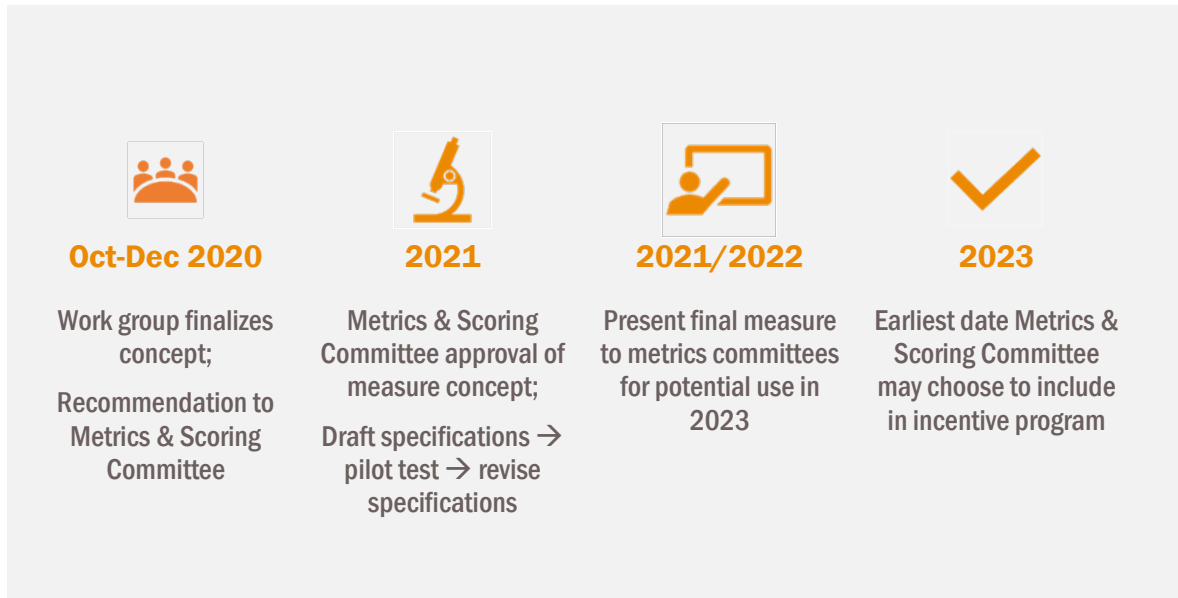 Oct-Dec 2020
Work group finalizes
concept;
Recommendation to
Metrics & Scoring
Committee
2021
Metrics & Scoring
Committee approval of
measure concept;
Draft specifications →
pilot test → revise
specifications
2021/2022
Present final measure
to metrics committees
for potential use in
2023
2023
Earliest date Metrics &
Scoring Committee
may choose to include
in incentive program